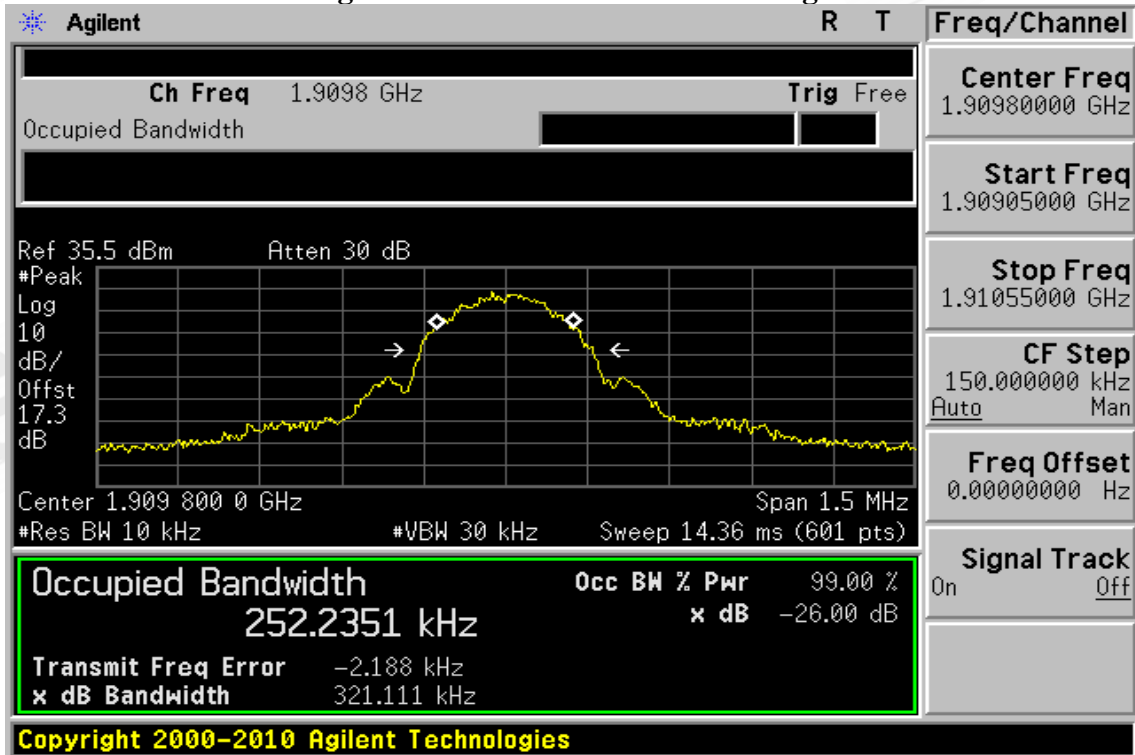 Agilent R T
Freq/Channel
Ch Freq 1.9098 GHz Trig Free
Occupied Bandwidth
Center Freq
1.90980000 GHz
Start Freq
1.90905000 GHz
Stop Freq
1.91055000 GHz
CF Step
150.000000 kHz
Auto Man
Freq Offset
0.00000000 Hz
Signal Track
On Off
Ref 35.5 dBm Atten 30 dB
#Peak
Log
10
dB/
Offst
17.3
dB
Center 1.909 800 0 GHz Span 1.5 MHz
#Res BW 10 kHz #VBW 30 kHz Sweep 14.36 ms (601 pts)
Occupied Bandwidth
252.2351 kHz
Occ BW % Pwr 99.00 %
x dB -26.00 dB
Transmit Freq Error -2.188 kHz
x dB Bandwidth 321.111 kHz
Copyright 2000-2010 Agilent Technologies